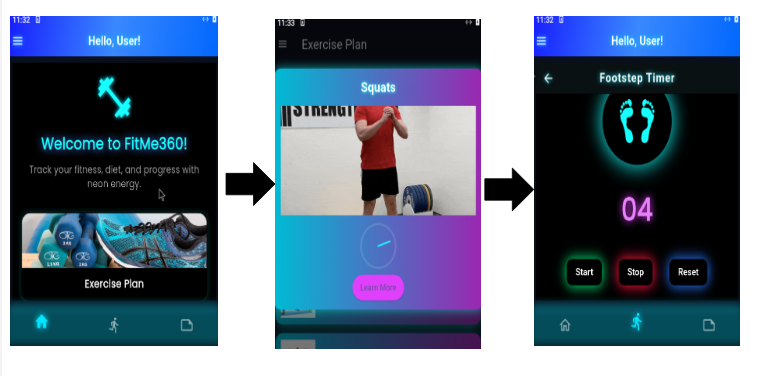 11:32
Hello, User!
Welcome to FitMe360!
Track your fitness, diet, and progress with
neon energy.
Exercise Plan
11:33
Exercise Plan
Squats
STRENGT
Learn More
11:32
Hello, User!
Footstep Timer
04
Start
Stop
Reset